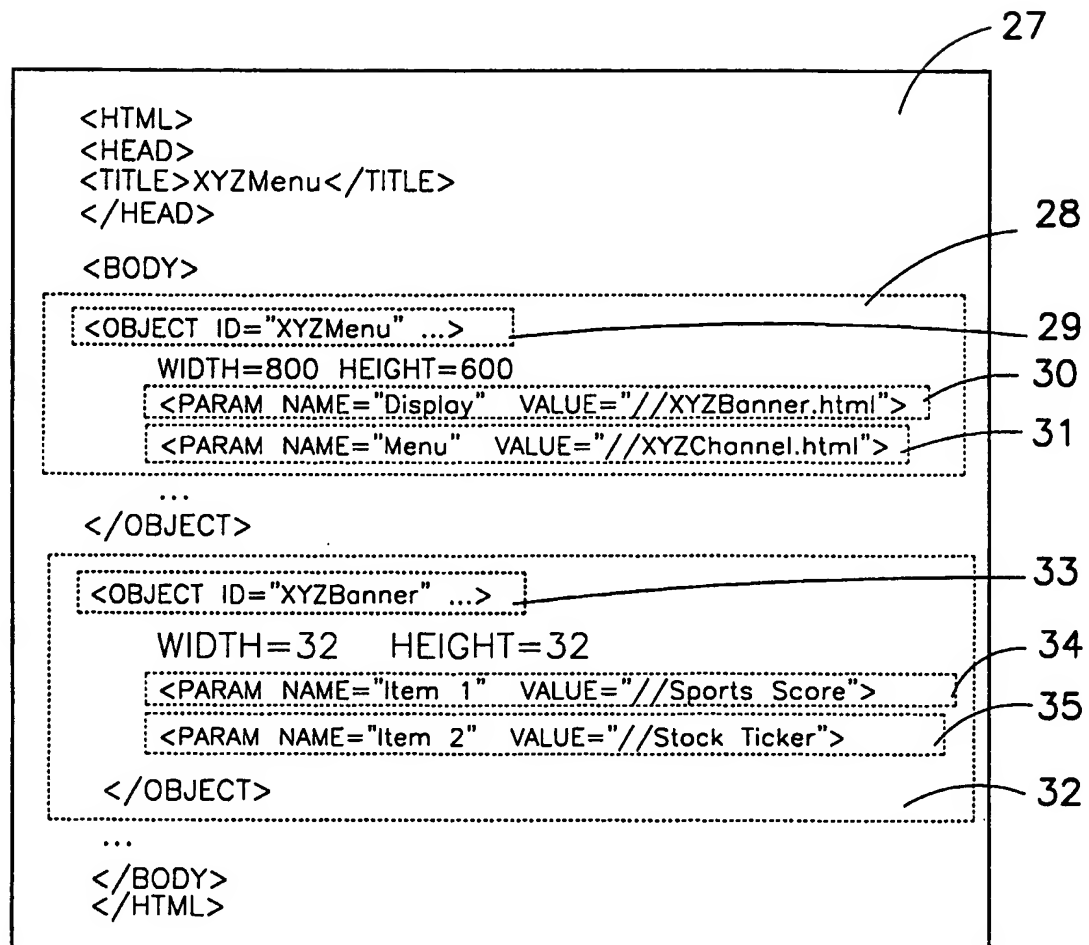 27
<HTML>
<HEAD>
<TITLE>XYZMenu</TITLE>
</HEAD>
28
<BODY>
<OBJECT ID="XYZMenu" ...>
29
WIDTH=800 HEIGHT=600
30
<PARAM NAME="Display" VALUE="//XYZBanner.html">
31
<PARAM NAME="Menu" VALUE="//XYZChannel.html">
...
</OBJECT>
33
<OBJECT ID="XYZBanner" ...>
WIDTH=32 HEIGHT=32
34
<PARAM NAME="Item 1" VALUE="//Sports Score">
35
<PARAM NAME="Item 2" VALUE="//Stock Ticker">
</OBJECT>
32
...
</BODY>
</HTML>